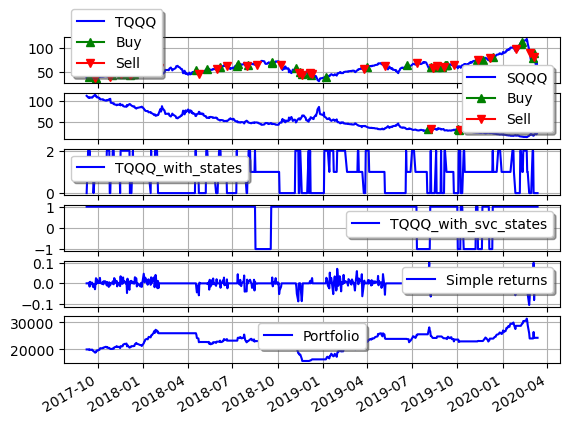 TQQQ
Buy
Sell
100
50
SQQQ
Buy
Sell
100
50
2
0
TQQQ_with_states
1
0
−1
TQQQ_with_svc_states
0.1
0.0
−0.1
Simple returns
30000
20000
Portfolio
2017-10
2018-01
2018-04
2018-07
2018-10
2019-01
2019-04
2019-07
2019-10
2020-01
2020-04